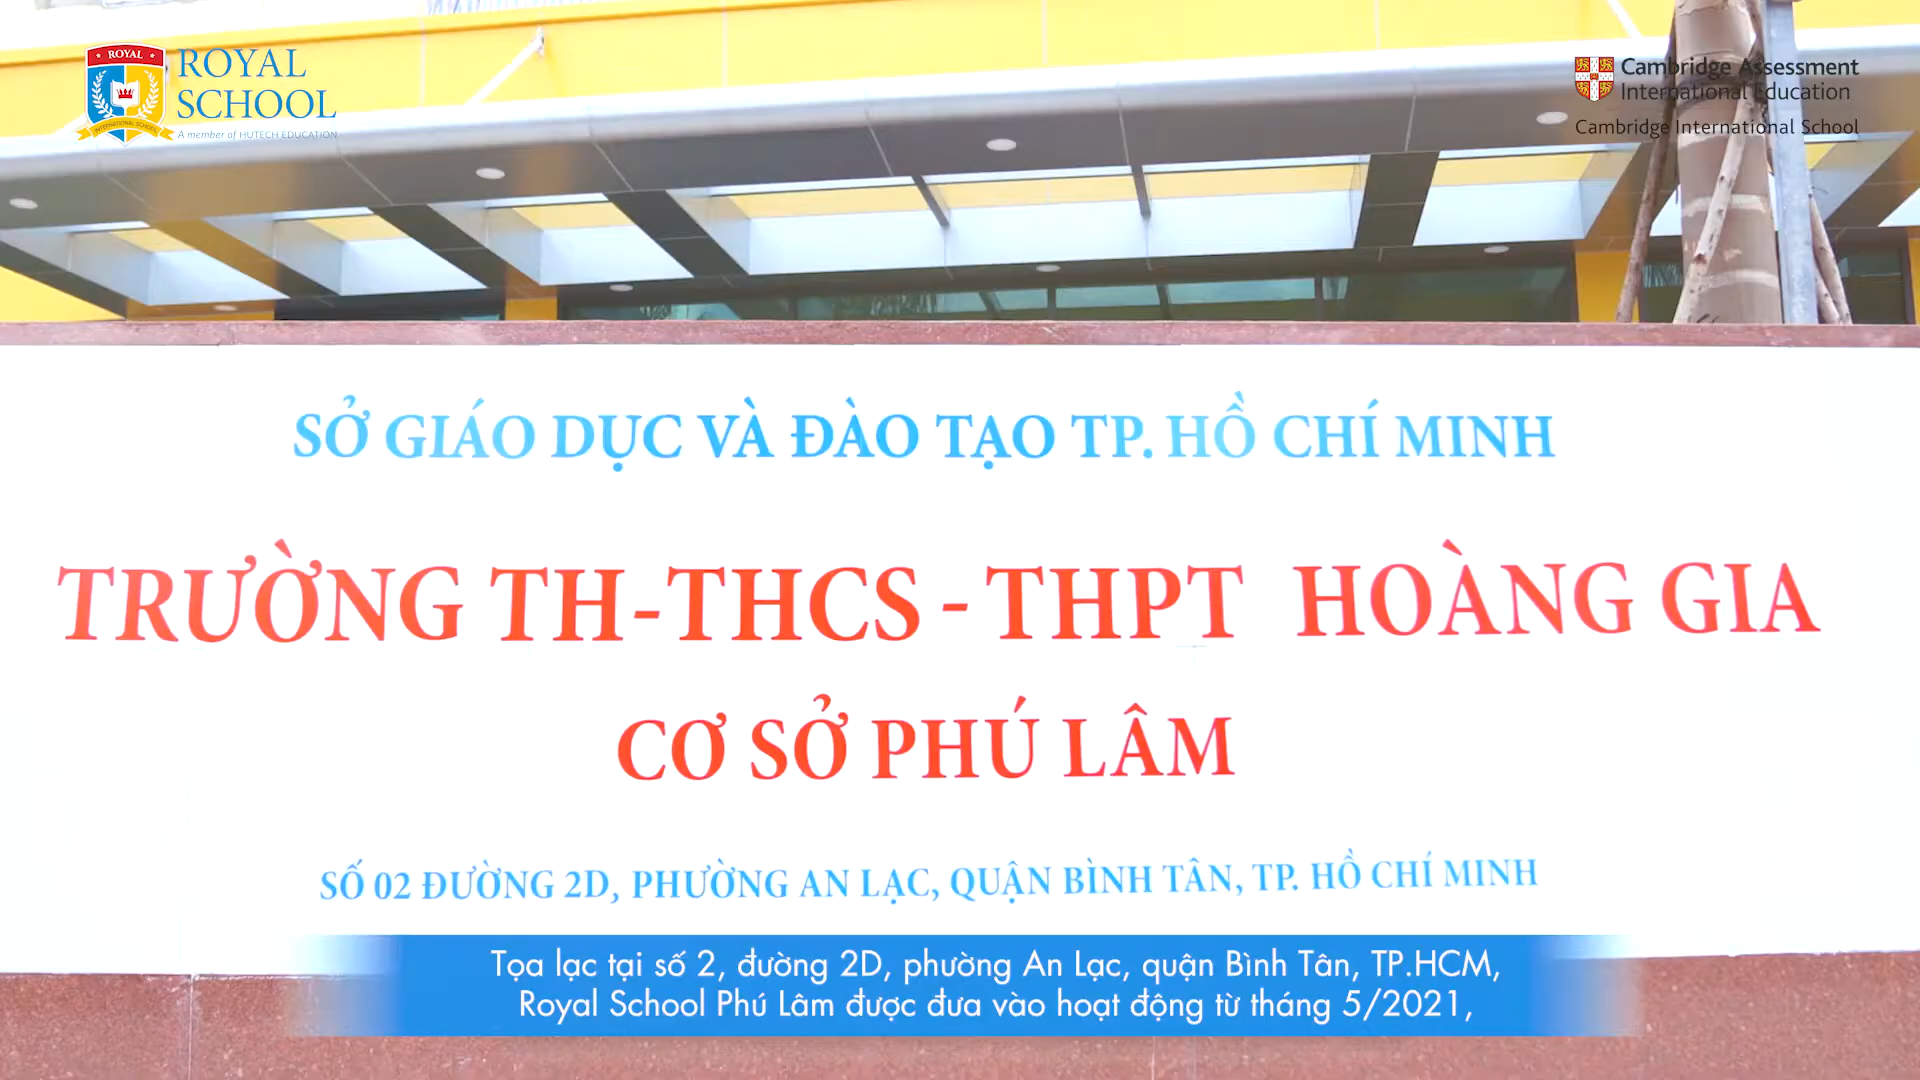 ROYAL
INTERNATIONAL SCHOOL
ROYAL
SCHOOL
A member of HUTECH EDUCATION
Cambridge Assessment
International Education
Cambridge International School
SỞ GIÁO DỤC VÀ ĐÀO TẠO TP. HỒ CHÍ MINH
TRƯỜNG TH-THCS - THPT HOÀNG GIA
CƠ SỞ PHÚ LÂM
SỐ 02 ĐƯỜNG 2D, PHƯỜNG AN LẠC, QUẬN BÌNH TÂN, TP. HỒ CHÍ MINH
Tọa lạc tại số 2, đường 2D, phường An Lạc, quận Bình Tân, TP.HCM,
Royal School Phú Lâm được đưa vào hoạt động từ tháng 5/2021,